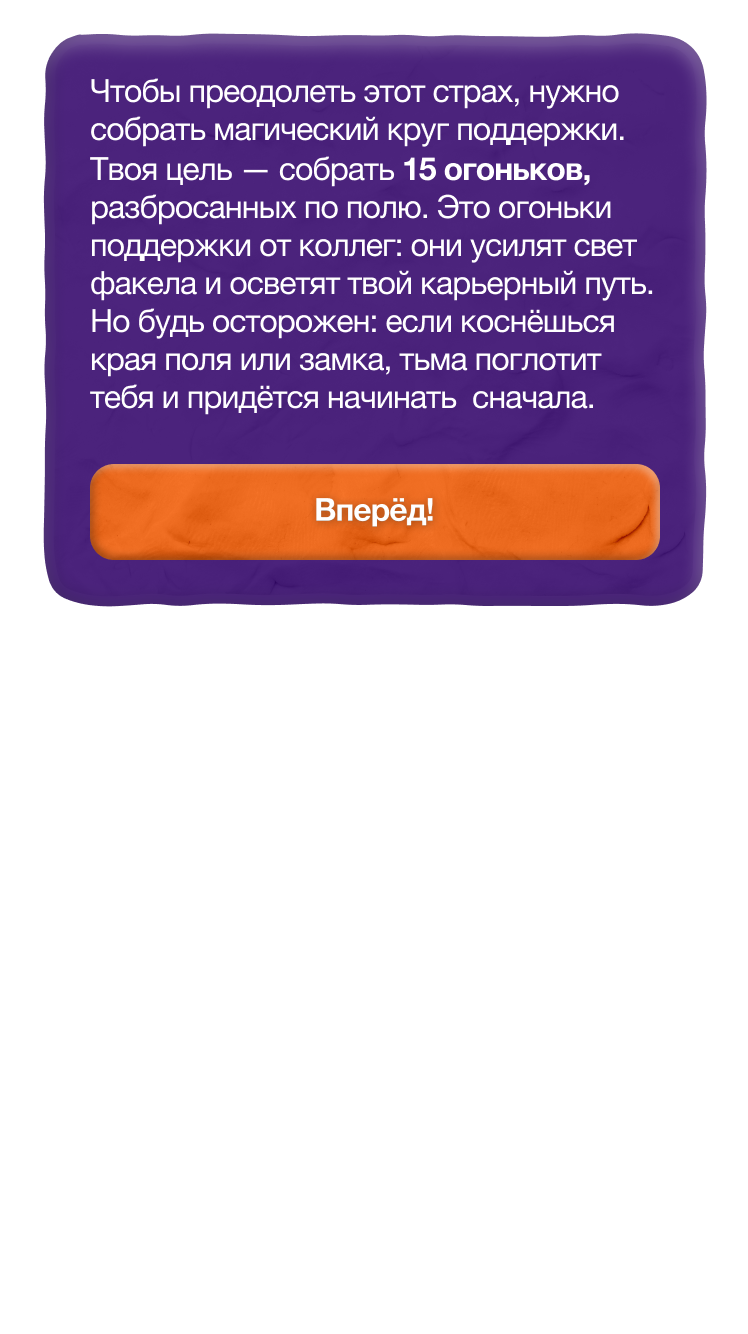 Чтобы преодолеть этот страх, нужно
собрать магический круг поддержки.
Твоя цель — собрать 15 огоньков,
разбросанных по полю. Это огоньки
поддержки от коллег: они усилят свет
факела и осветят твой карьерный путь.
Но будь осторожен: если коснёшься
края поля или замка, тьма поглотит
тебя и придётся начинать  сначала.
Вперёд!